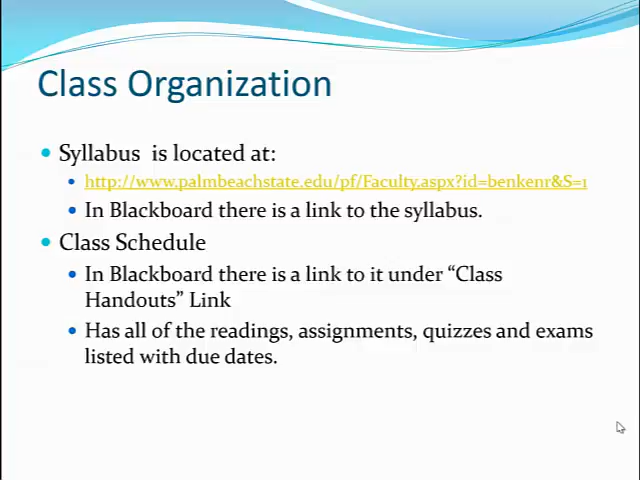 Class Organization
Syllabus is located at:
http://www.palmbeachstate.edu/pf/Faculty.aspx?id=benkenr&S=1
In Blackboard there is a link to the syllabus.
Class Schedule
In Blackboard there is a link to it under “Class
Handouts” Link
Has all of the readings, assignments, quizzes and exams
listed with due dates.